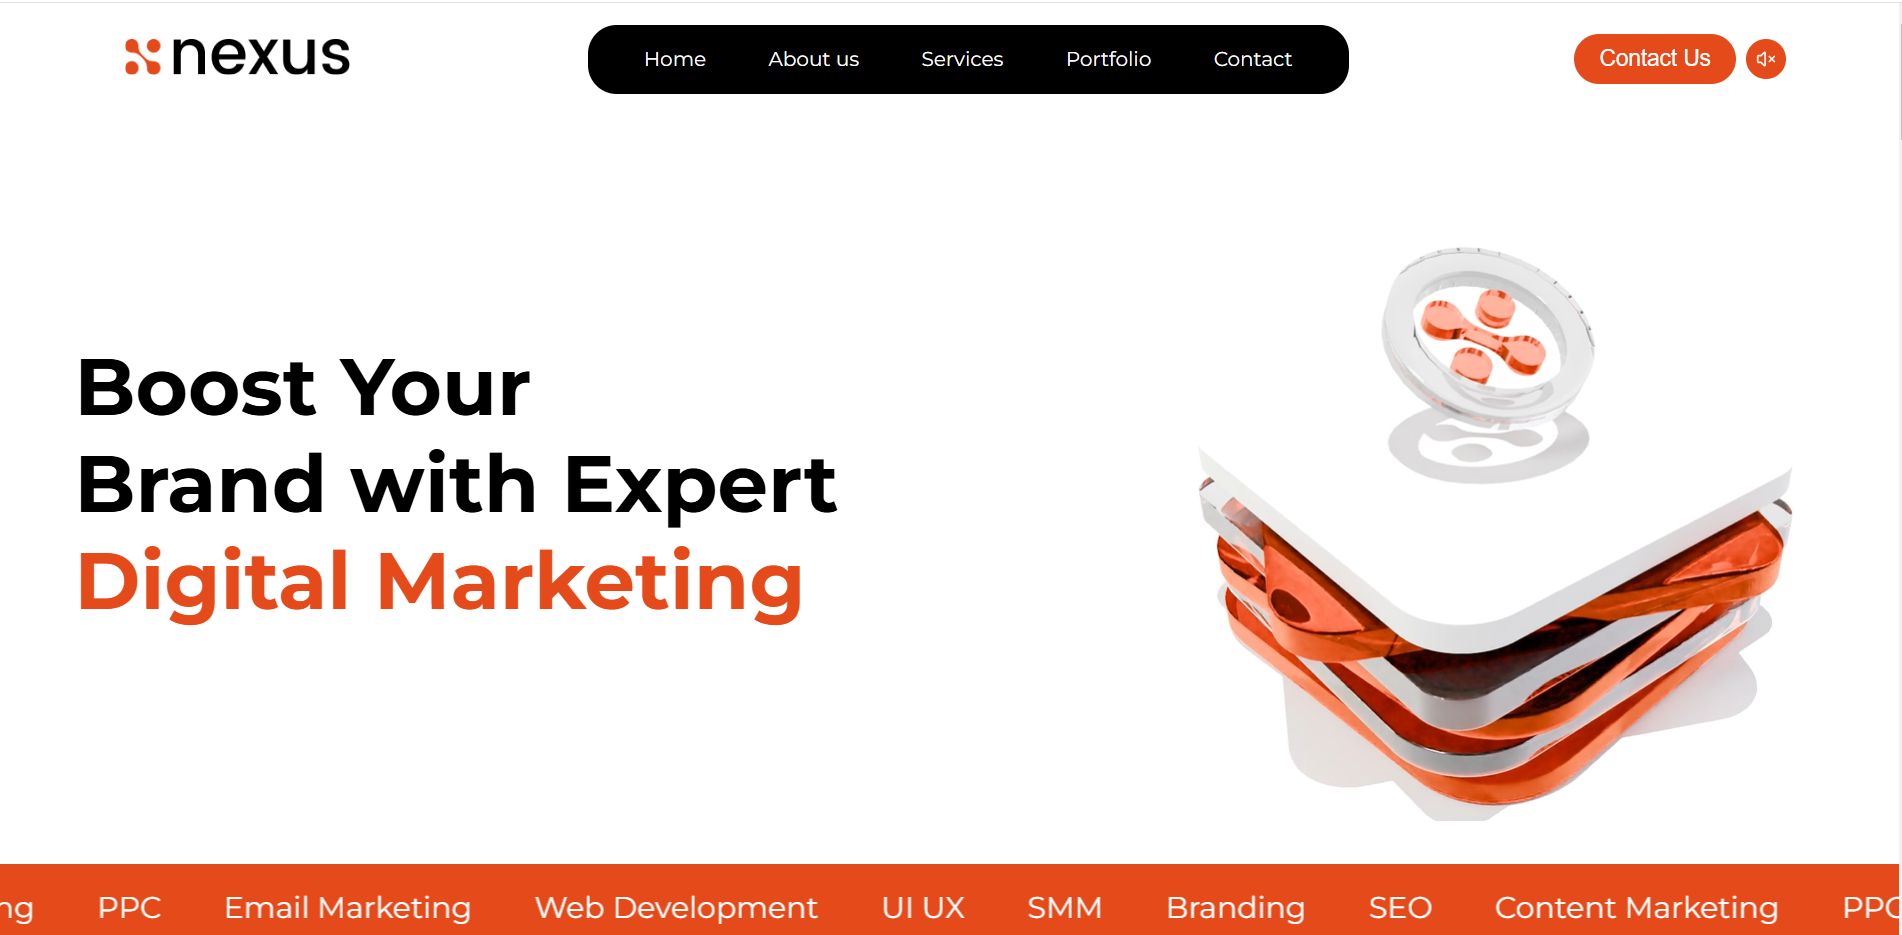 nexus
Home About us Services Portfolio Contact
Contact Us
Boost Your
Brand with Expert
Digital Marketing
PPC Email Marketing Web Development UI UX SMM Branding SEO Content Marketing PPC